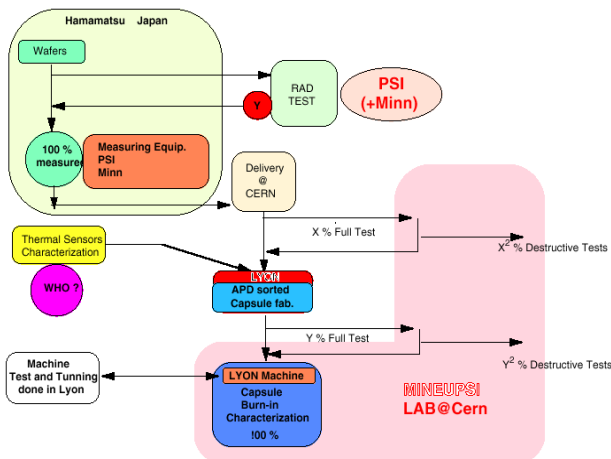 Hamamatsu Japan
Wafers
RAD
TEST
Y
PSI
(+Minn)
100 %
measured
Measuring Equip.
PSI
Minn
Delivery
@
CERN
X % Full Test
X2 % Destructive Tests
Thermal Sensors
Characterization
WHO ?
LYON
APD sorted
Capsule fab.
Y % Full Test
Y2 % Destructive Tests
Machine
Test and Tunning
done in Lyon
LYON Machine
Capsule
Burn-in
Characterization
!00 %
MINEUPSI
LAB@Cern